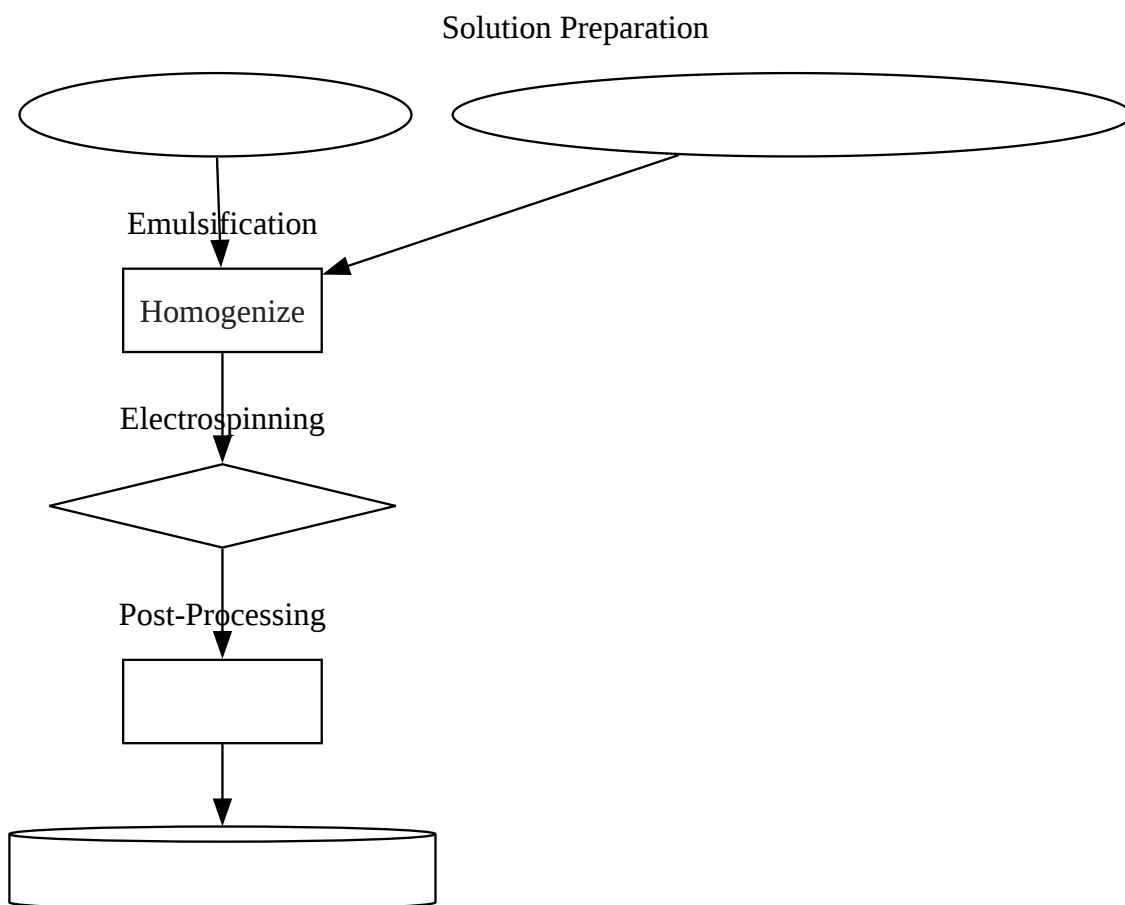 Solution Preparation
Emulsification
Homogenize
Electrospinning
Post-Processing